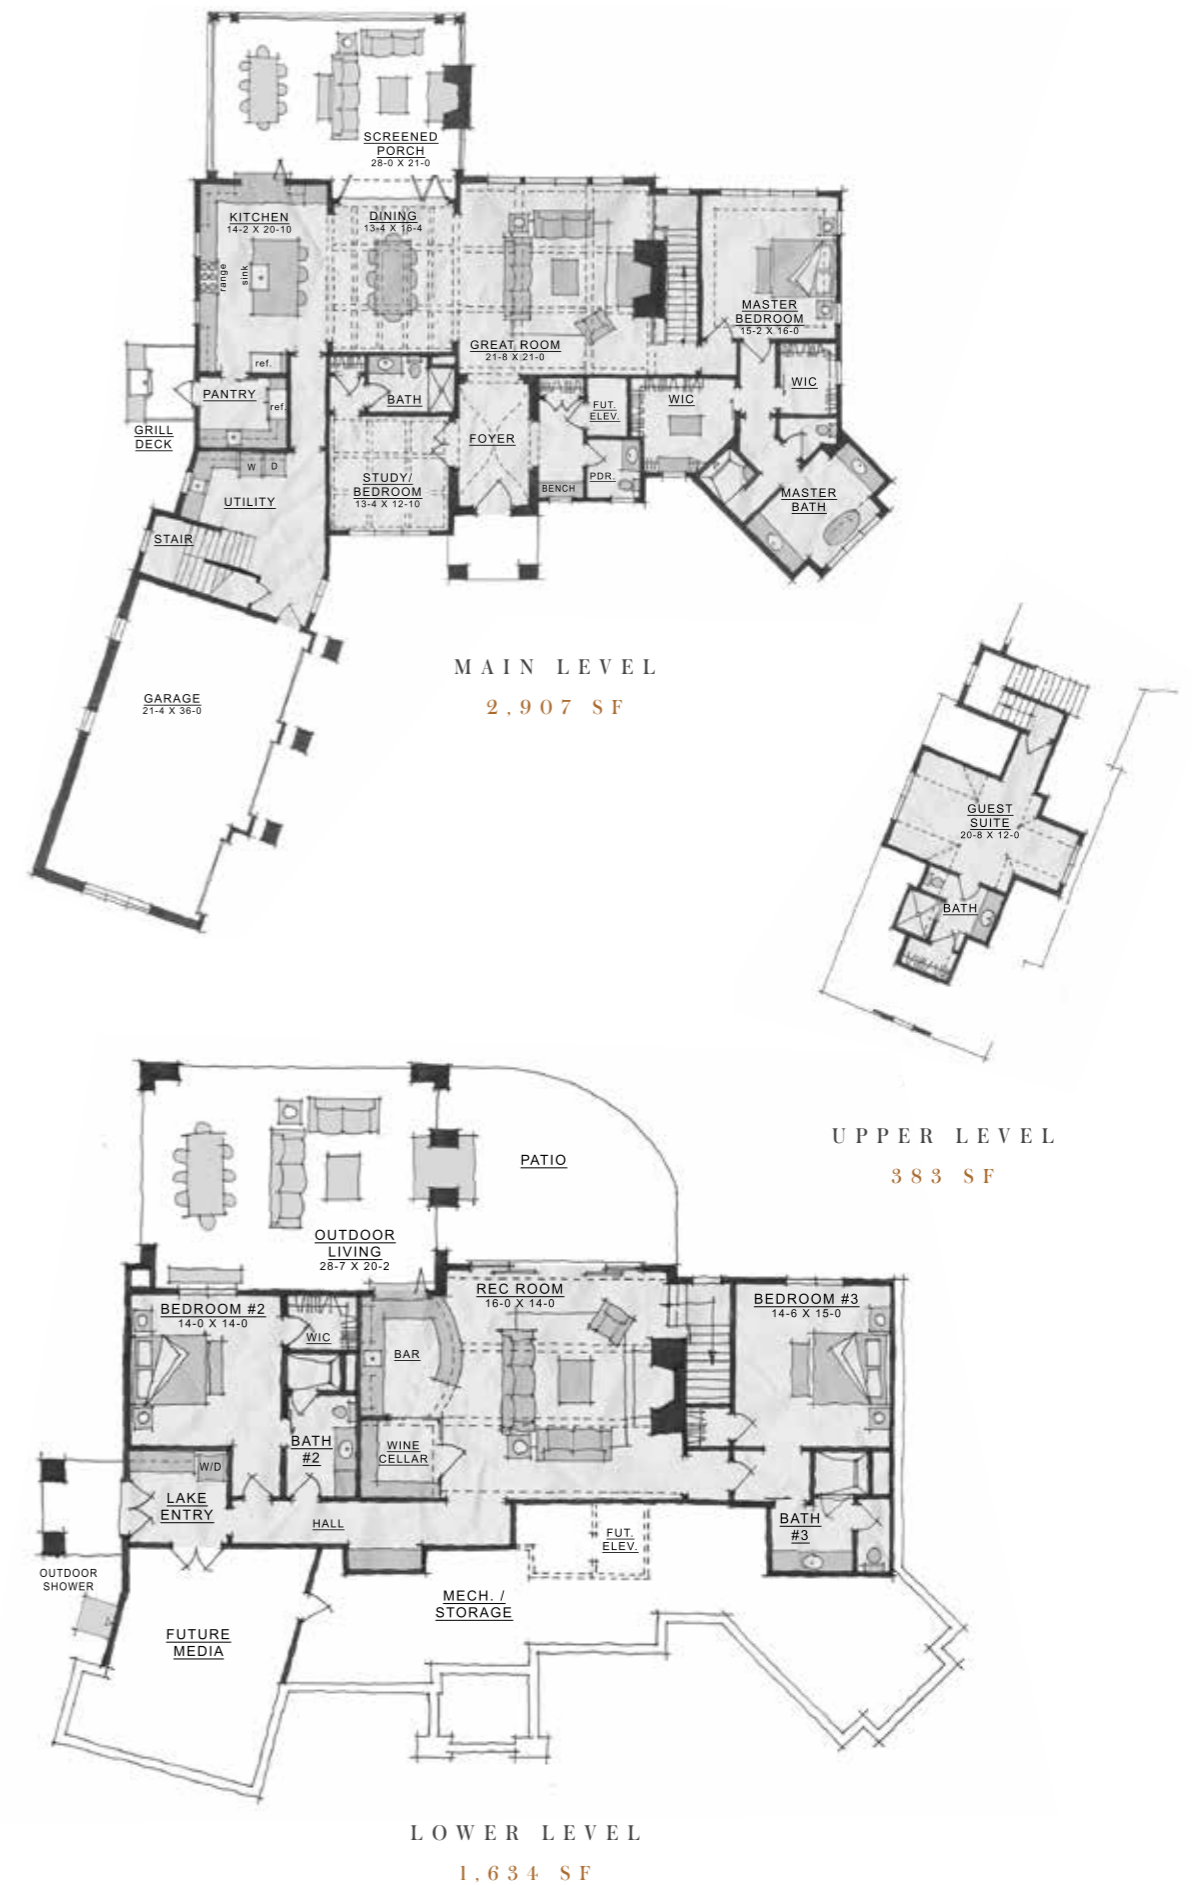 SCREENED
PORCH
28-0 X 21-0
KITCHEN
14-2 X 20-10
DINING
13-4 X 16-4
range
sink
MASTER
BEDROOM
15-2 X 16-0
GREAT ROOM
21-8 X 21-0
ref.
PANTRY
ref.
BATH
FUT.
ELEV.
WIC
WIC
GRILL
DECK
FOYER
W D
STUDY/
BEDROOM
13-4 X 12-10
BENCH
PDR.
MASTER
BATH
UTILITY
STAIR
MAIN LEVEL
2,907 SF
GARAGE
21-4 X 36-0
GUEST
SUITE
20-8 X 12-0
BATH
UPPER LEVEL
383 SF
PATIO
OUTDOOR
LIVING
28-7 X 20-2
BEDROOM #2
14-0 X 14-0
REC ROOM
16-0 X 14-0
BEDROOM #3
14-6 X 15-0
WIC
BAR
BATH
#2
WINE
CELLAR
W/D
LAKE
ENTRY
HALL
FUT.
ELEV.
BATH
#3
OUTDOOR
SHOWER
MECH. /
STORAGE
FUTURE
MEDIA
LOWER LEVEL
1,634 SF